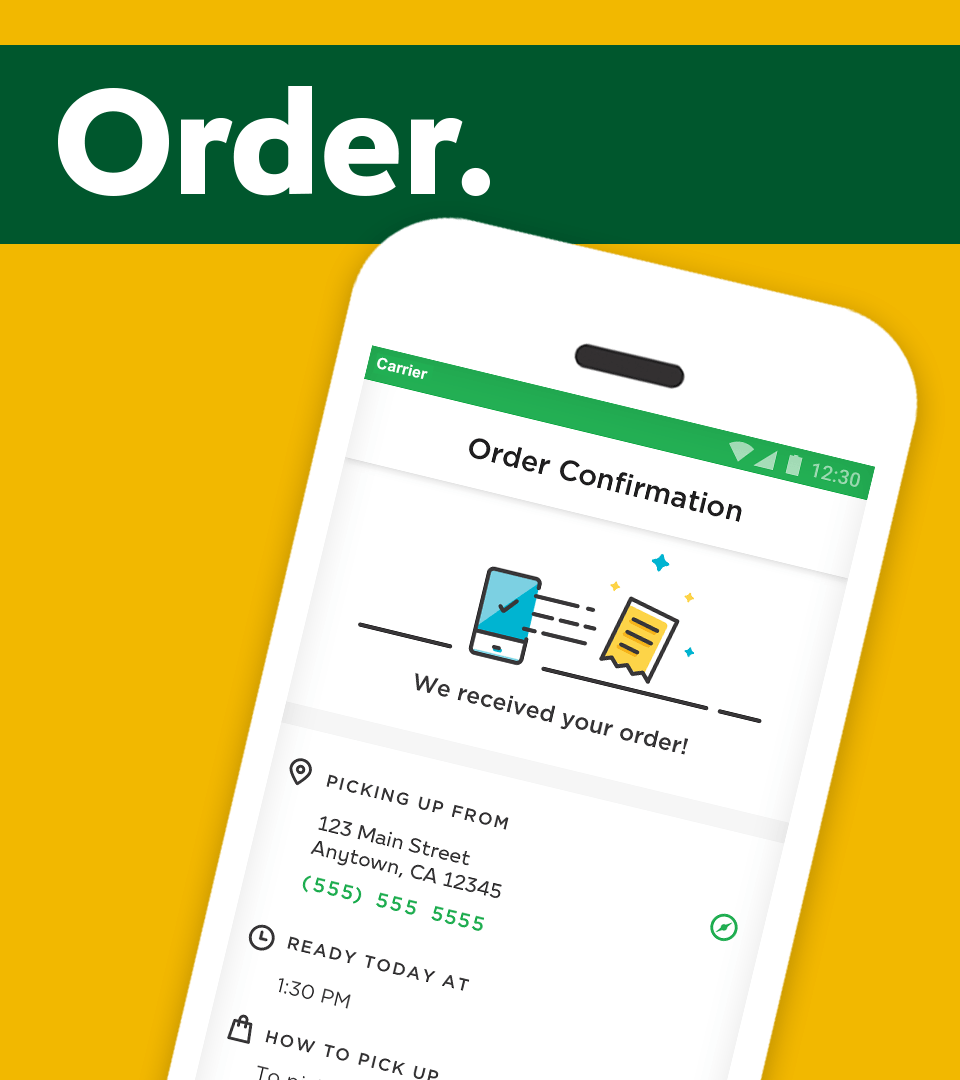 Order.
Carrier
12:30
Order Confirmation
We received your order!
PICKING UP FROM
123 Main Street
Anytown, CA 12345
(555) 555 5555
READY TODAY AT
1:30 PM
HOW TO PICK UP
To